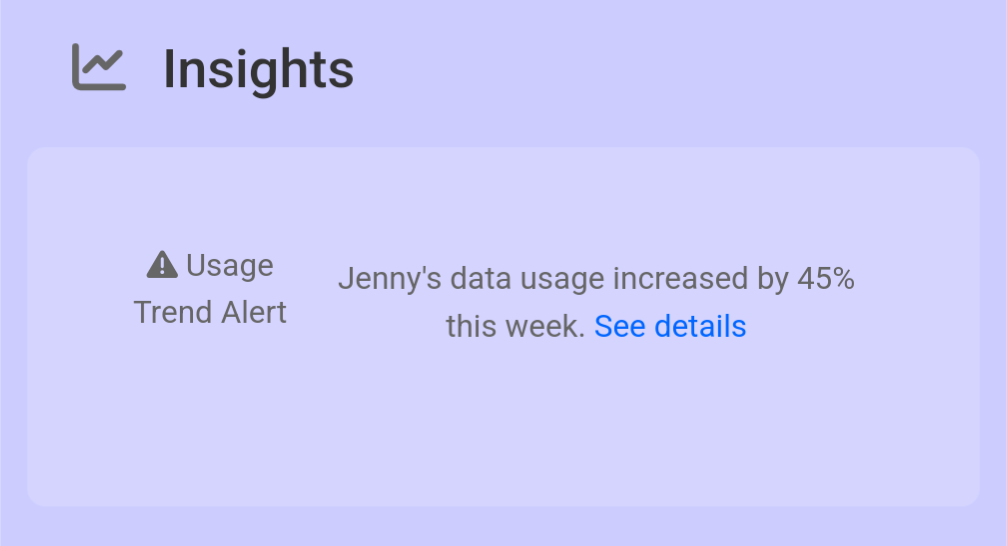 Insights
Usage
Trend Alert
Jenny's data usage increased by 45%
this week. See details